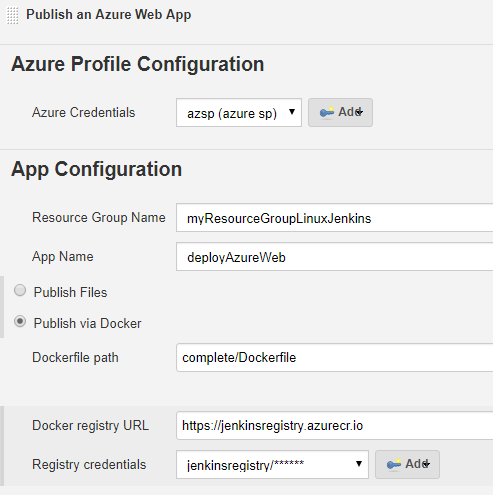 Publish an Azure Web App
Azure Profile Configuration
Azure Credentials azsp (azure sp) Add
App Configuration
Resource Group Name myResourceGroupLinuxJenkins
App Name deployAzureWeb
Publish Files
Publish via Docker
Dockerfile path complete/Dockerfile
Docker registry URL https://jenkinsregistry.azurecr.io
Registry credentials jenkinsregistry/****** Add